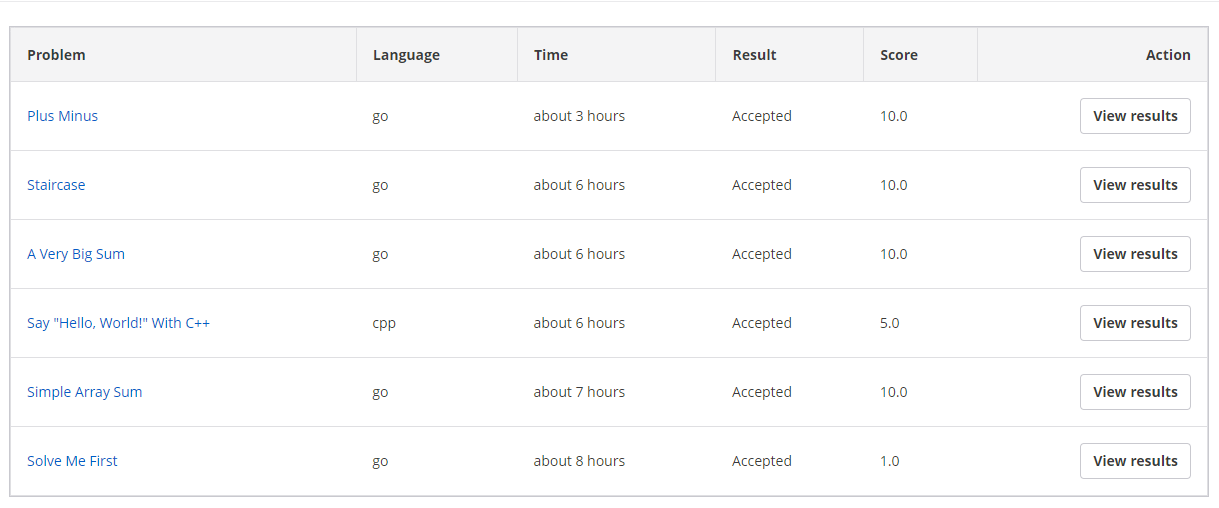 Problem Language Time Result Score Action
Plus Minus go about 3 hours Accepted 10.0 View results
Staircase go about 6 hours Accepted 10.0 View results
A Very Big Sum go about 6 hours Accepted 10.0 View results
Say "Hello, World!" With C++ cpp about 6 hours Accepted 5.0 View results
Simple Array Sum go about 7 hours Accepted 10.0 View results
Solve Me First go about 8 hours Accepted 1.0 View results